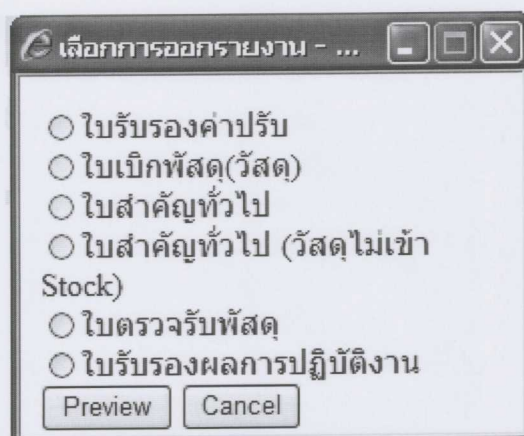 เลือกการออกรายงาน - ...
ใบรับรองค่าปรับ
ใบเบิกพัสดุ(วัสดุ)
ใบสำคัญทั่วไป
ใบสำคัญทั่วไป (วัสดุไม่เข้า
Stock)
ใบตรวจรับพัสดุ
ใบรับรองผลการปฏิบัติงาน
Preview Cancel